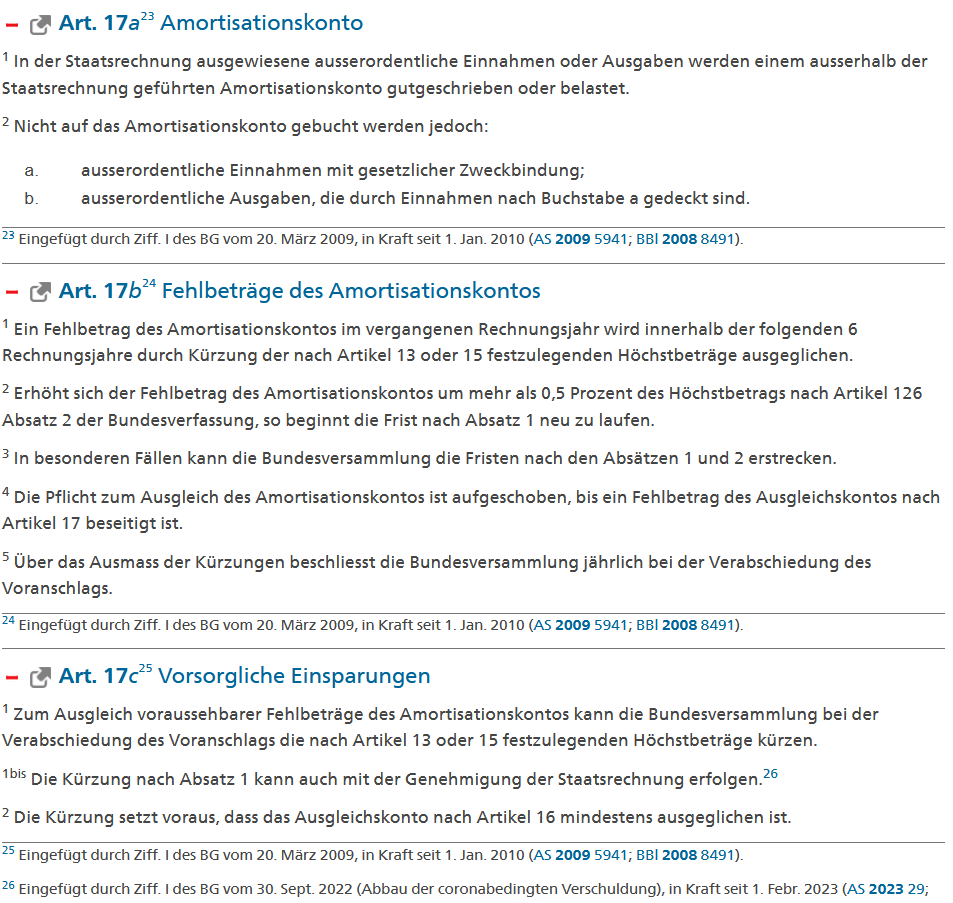 Art. 17a23 Amortisationskonto
1 In der Staatsrechnung ausgewiesene ausserordentliche Einnahmen oder Ausgaben werden einem ausserhalb der
Staatsrechnung geführten Amortisationskonto gutgeschrieben oder belastet.
2 Nicht auf das Amortisationskonto gebucht werden jedoch:
a. ausserordentliche Einnahmen mit gesetzlicher Zweckbindung;
b. ausserordentliche Ausgaben, die durch Einnahmen nach Buchstabe a gedeckt sind.
23 Eingefügt durch Ziff. I des BG vom 20. März 2009, in Kraft seit 1. Jan. 2010 (AS 2009 5941; BBl 2008 8491).
Art. 17b24 Fehlbeträge des Amortisationskontos
1 Ein Fehlbetrag des Amortisationskontos im vergangenen Rechnungsjahr wird innerhalb der folgenden 6
Rechnungsjahre durch Kürzung der nach Artikel 13 oder 15 festzulegenden Höchstbeträge ausgeglichen.
2 Erhöht sich der Fehlbetrag des Amortisationskontos um mehr als 0,5 Prozent des Höchstbetrags nach Artikel 126
Absatz 2 der Bundesverfassung, so beginnt die Frist nach Absatz 1 neu zu laufen.
3 In besonderen Fällen kann die Bundesversammlung die Fristen nach den Absätzen 1 und 2 erstrecken.
4 Die Pflicht zum Ausgleich des Amortisationskontos ist aufgeschoben, bis ein Fehlbetrag des Ausgleichskontos nach
Artikel 17 beseitigt ist.
5 Über das Ausmass der Kürzungen beschliesst die Bundesversammlung jährlich bei der Verabschiedung des
Voranschlags.
24 Eingefügt durch Ziff. I des BG vom 20. März 2009, in Kraft seit 1. Jan. 2010 (AS 2009 5941; BBl 2008 8491).
Art. 17c25 Vorsorgliche Einsparungen
1 Zum Ausgleich voraussehbarer Fehlbeträge des Amortisationskontos kann die Bundesversammlung bei der
Verabschiedung des Voranschlags die nach Artikel 13 oder 15 festzulegenden Höchstbeträge kürzen.
1bis Die Kürzung nach Absatz 1 kann auch mit der Genehmigung der Staatsrechnung erfolgen.26
2 Die Kürzung setzt voraus, dass das Ausgleichskonto nach Artikel 16 mindestens ausgeglichen ist.
25 Eingefügt durch Ziff. I des BG vom 20. März 2009, in Kraft seit 1. Jan. 2010 (AS 2009 5941; BBl 2008 8491).
26 Eingefügt durch Ziff. I des BG vom 30. Sept. 2022 (Abbau der coronabedingten Verschuldung), in Kraft seit 1. Febr. 2023 (AS 2023 29;